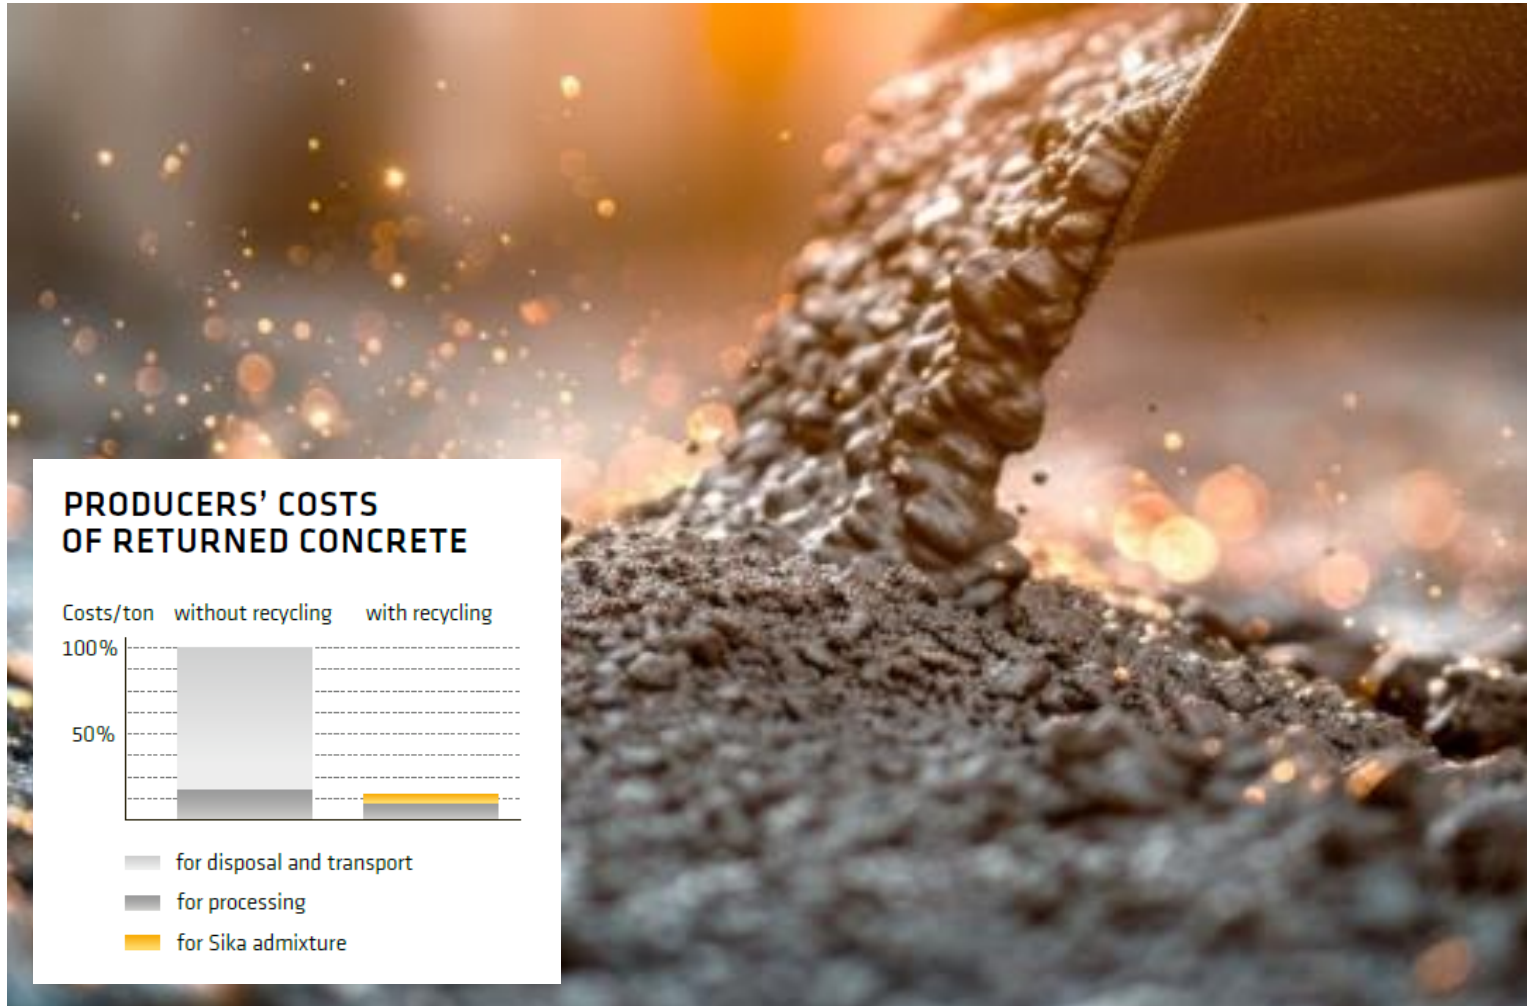 PRODUCERS’ COSTS
OF RETURNED CONCRETE
Costs/ton without recycling with recycling
100%
50%
for disposal and transport
for processing
for Sika admixture